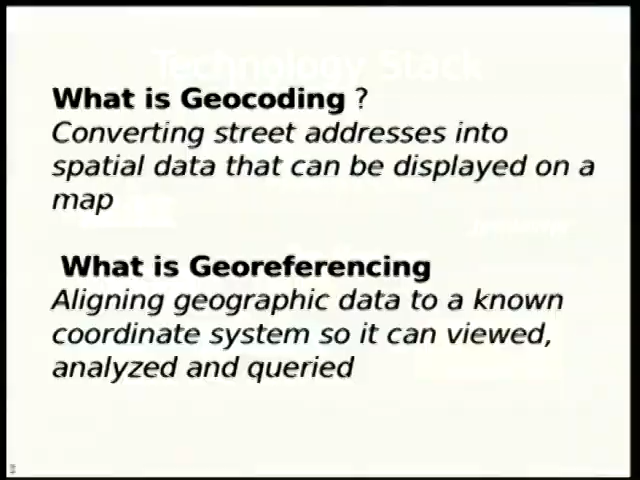 Technology Stack
What is Geocoding ?
Converting street addresses into
spatial data that can be displayed on a
map
What is Georeferencing
Aligning geographic data to a known
coordinate system so it can viewed,
analyzed and queried